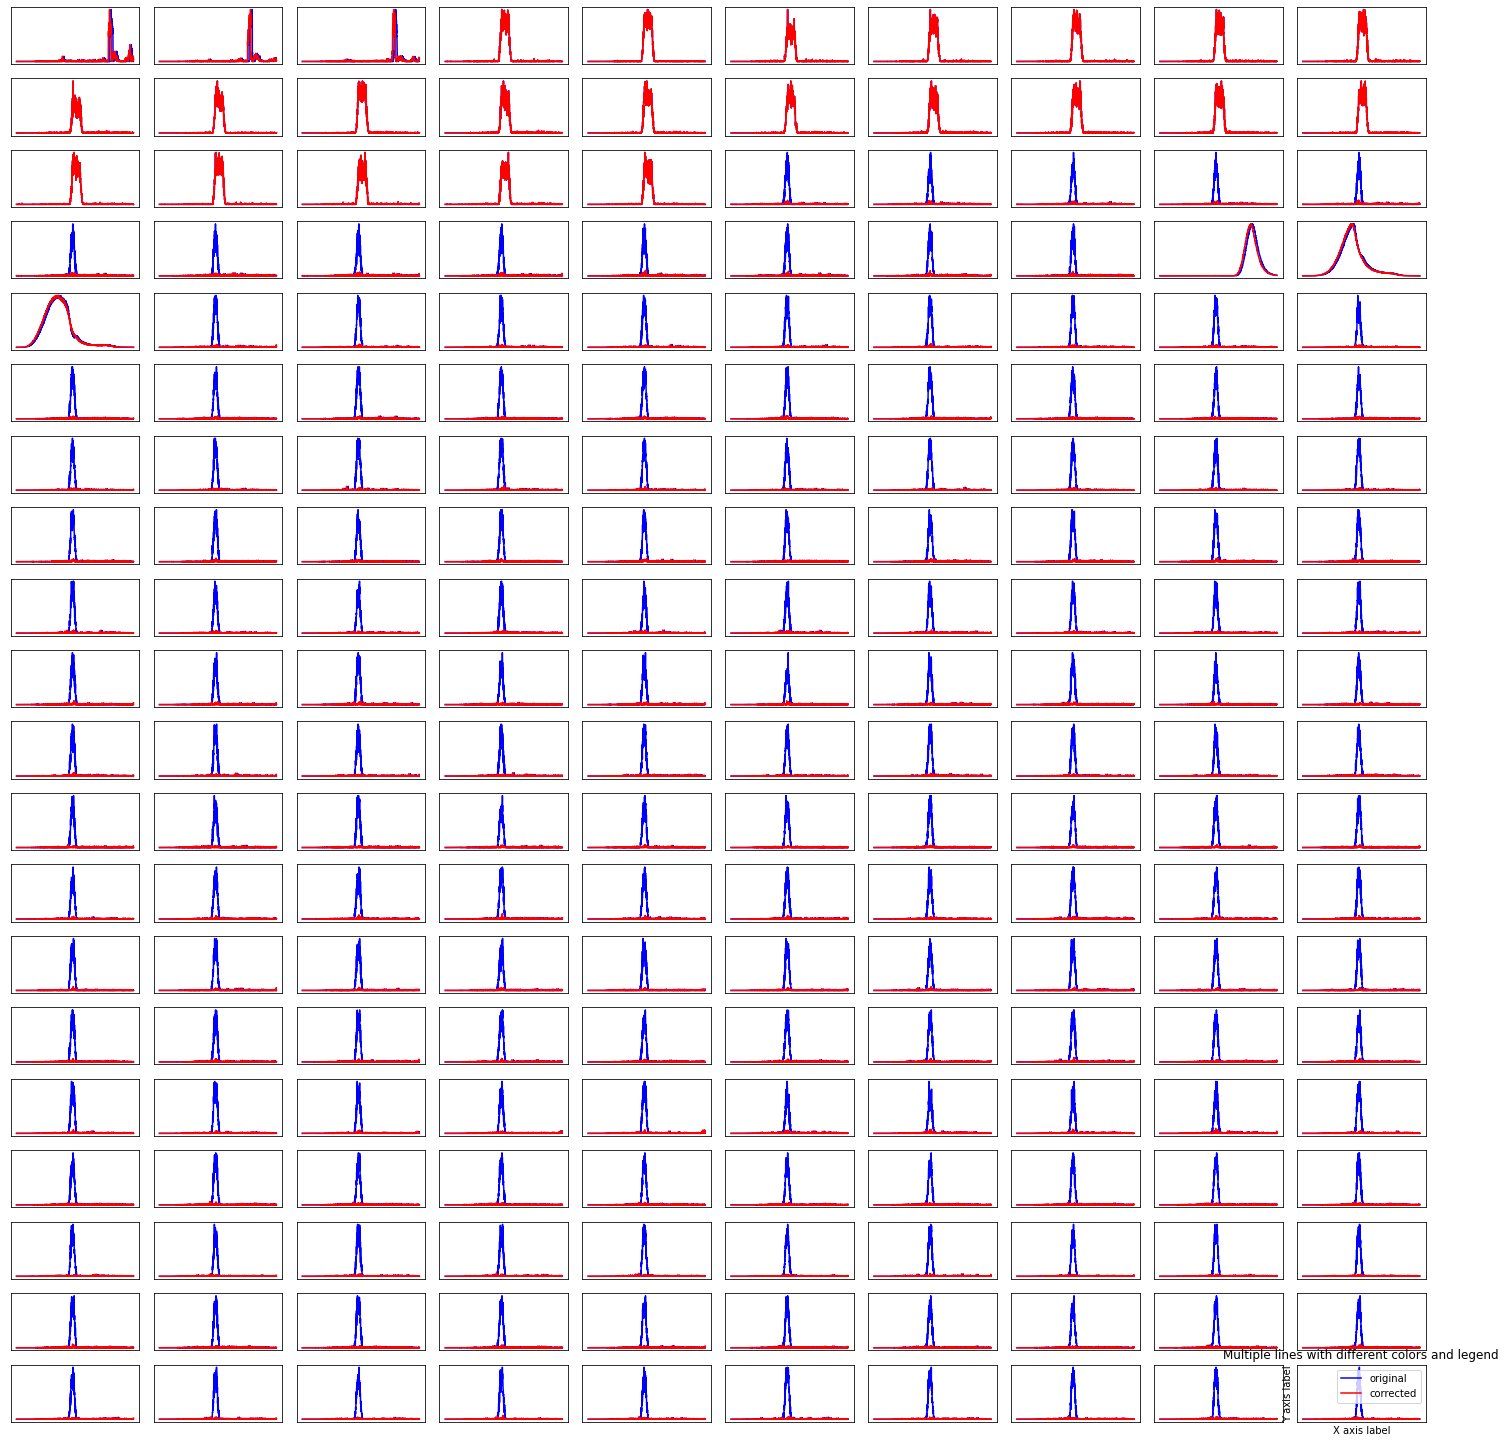 Multiple lines with different colors and legend
Y axis label
original
corrected
X axis label